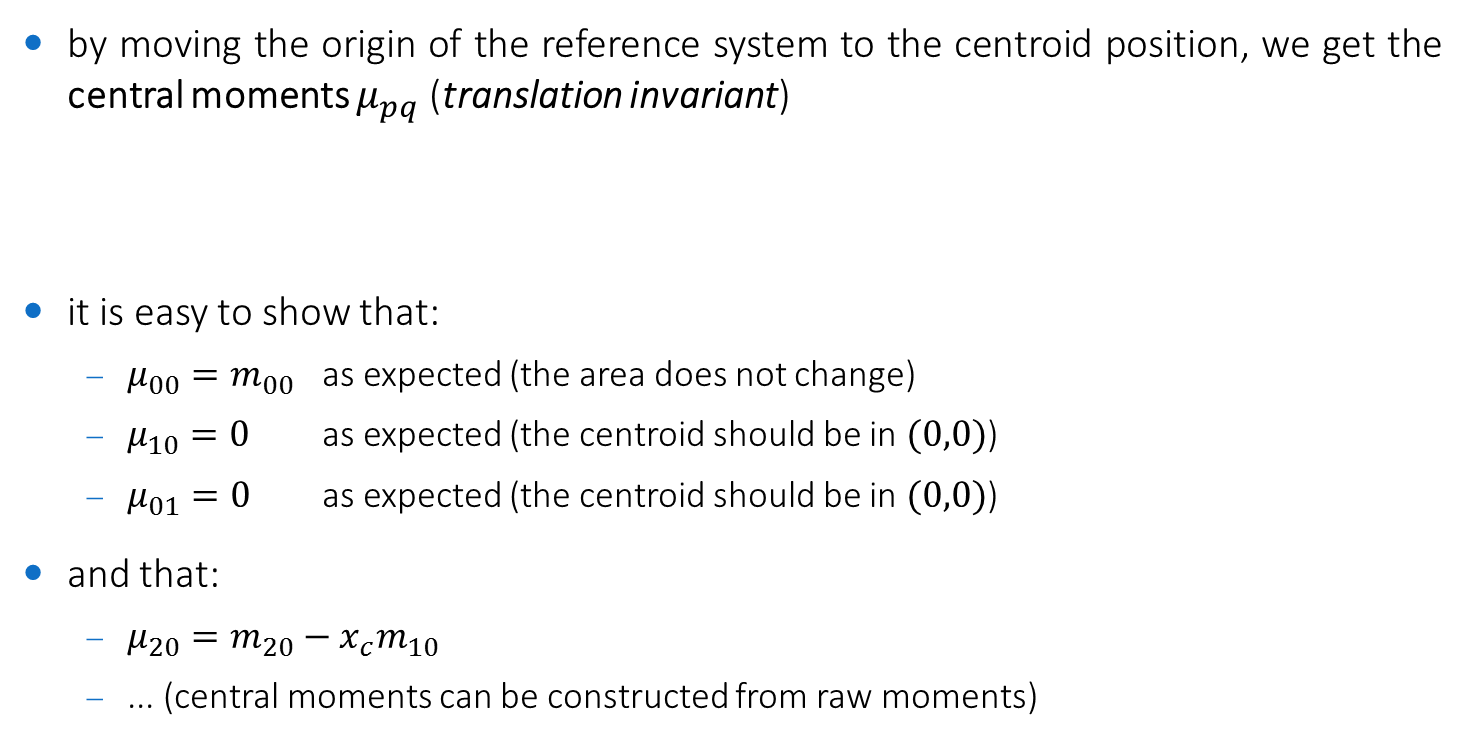 • by moving the origin of the reference system to the centroid position, we get the
central moments μ_pq (translation invariant)
• it is easy to show that:
– μ_00 = m_00 as expected (the area does not change)
– μ_10 = 0 as expected (the centroid should be in (0,0))
– μ_01 = 0 as expected (the centroid should be in (0,0))
• and that:
– μ_20 = m_20 − x_c m_10
– ... (central moments can be constructed from raw moments)